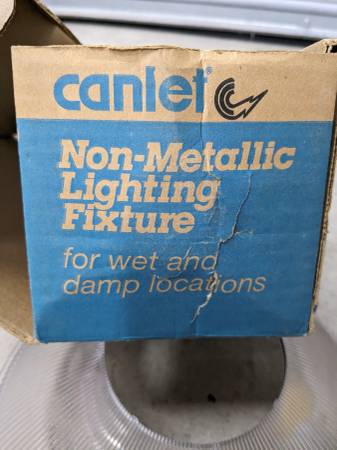 canlet®
Non-Metallic
Lighting
Fixture
for wet and
damp locations